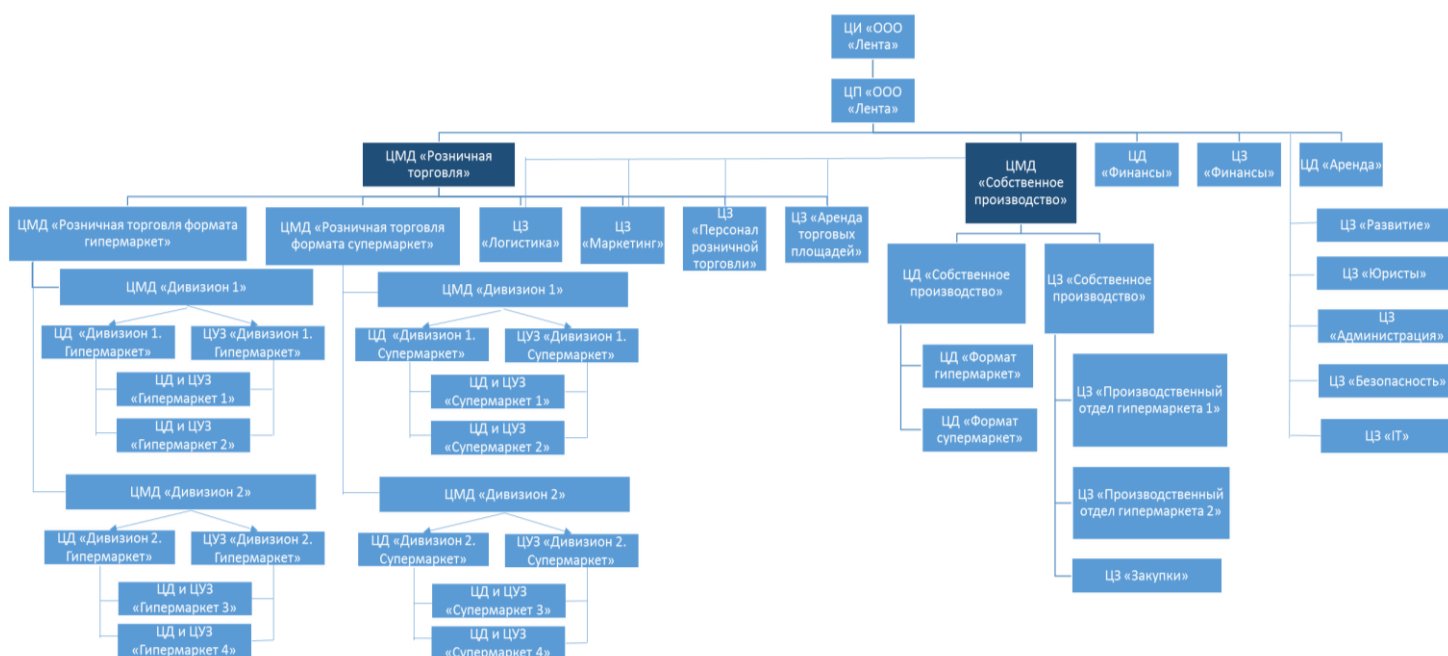 ЦИ «ООО
«Лента»
ЦП «ООО
«Лента»
ЦМД «Розничная
торговля»
ЦМД
«Собственное
производство»
ЦД
«Финансы»
ЦЗ
«Финансы»
ЦД «Аренда»
ЦМД «Розничная торговля формата
гипермаркет»
ЦМД «Розничная торговля
формата супермаркет»
ЦЗ
«Логистика»
ЦЗ
«Маркетинг»
ЦЗ
«Персонал
розничной
торговли»
ЦЗ «Аренда
торговых
площадей»
ЦЗ «Развитие»
ЦЗ «Юристы»
ЦЗ
«Администрация»
ЦЗ «Безопасность»
ЦЗ «IT»
ЦД «Собственное
производство»
ЦЗ «Собственное
производство»
ЦД «Формат
гипермаркет»
ЦД «Формат
супермаркет»
ЦЗ «Производственный
отдел гипермаркета 1»
ЦЗ «Производственный
отдел гипермаркета 2»
ЦЗ «Закупки»
ЦМД «Дивизион 1»
ЦД «Дивизион 1.
Гипермаркет»
ЦУЗ «Дивизион 1.
Гипермаркет»
ЦД и ЦУЗ
«Гипермаркет 1»
ЦД и ЦУЗ
«Гипермаркет 2»
ЦМД «Дивизион 2»
ЦД «Дивизион 2.
Гипермаркет»
ЦУЗ «Дивизион 2.
Гипермаркет»
ЦД и ЦУЗ
«Гипермаркет 3»
ЦД и ЦУЗ
«Гипермаркет 4»
ЦМД «Дивизион 1»
ЦД «Дивизион 1.
Супермаркет»
ЦУЗ «Дивизион 1.
Супермаркет»
ЦД и ЦУЗ
«Супермаркет 1»
ЦД и ЦУЗ
«Супермаркет 2»
ЦМД «Дивизион 2»
ЦД «Дивизион 2.
Супермаркет»
ЦУЗ «Дивизион 2.
Супермаркет»
ЦД и ЦУЗ
«Супермаркет 3»
ЦД и ЦУЗ
«Супермаркет 4»